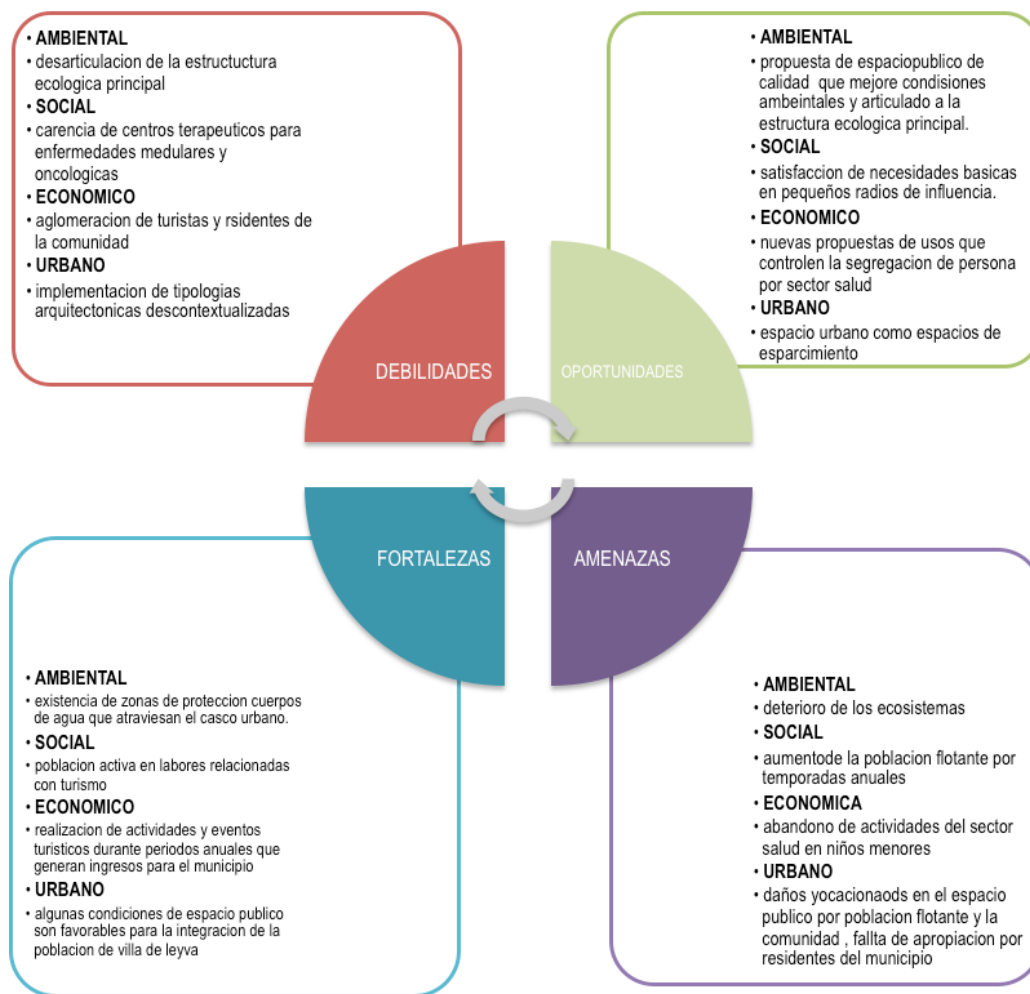 • AMBIENTAL
• desarticulacion de la estructuctura
ecologica principal
• SOCIAL
• carencia de centros terapeuticos para
enfermedades medulares y
oncologicas
• ECONOMICO
• aglomeracion de turistas y rsidentes de
la comunidad
• URBANO
• implementacion de tipologias
arquitectonicas descontextualizadas
• AMBIENTAL
• propuesta de espaciopublico de
calidad que mejore condisiones
ambeintales y articulado a la
estructura ecologica principal.
• SOCIAL
• satisfaccion de necesidades basicas
en pequeños radios de influencia.
• ECONOMICO
• nuevas propuestas de usos que
controlen la segregacion de persona
por sector salud
• URBANO
• espacio urbano como espacios de
esparcimiento
DEBILIDADES
OPORTUNIDADES
FORTALEZAS
AMENAZAS
• AMBIENTAL
• existencia de zonas de proteccion cuerpos
de agua que atraviesan el casco urbano.
• SOCIAL
• poblacion activa en labores relacionadas
con turismo
• ECONOMICO
• realizacion de actividades y eventos
turisticos durante periodos anuales que
generan ingresos para el municipio
• URBANO
• algunas condiciones de espacio publico
son favorables para la integracion de la
poblacion de villa de leyva
• AMBIENTAL
• deterioro de los ecosistemas
• SOCIAL
• aumentode la poblacion flotante por
temporadas anuales
• ECONOMICA
• abandono de actividades del sector
salud en niños menores
• URBANO
• daños yocacionaods en el espacio
publico por poblacion flotante y la
comunidad , fallta de apropiacion por
residentes del municipio